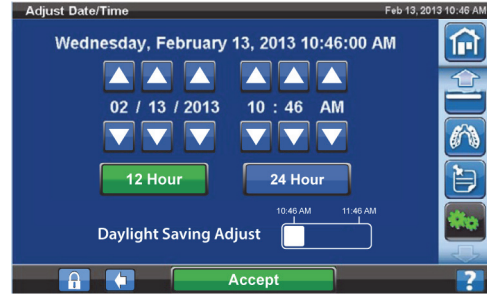 Adjust Date/Time
Feb 13, 2013 10:46 AM
Wednesday, February 13, 2013 10:46:00 AM
02 / 13 / 2013 10 : 46 AM
12 Hour 24 Hour
10:46 AM 11:46 AM
Daylight Saving Adjust
Accept
?